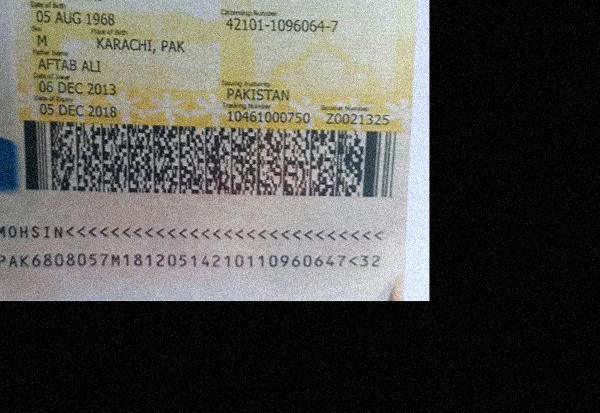 Date of Birth
05 AUG 1968
Citizenship Number
42101-1096064-7
Sex
Place of Birth
M
KARACHI, PAK
Father Name
AFTAB ALI
Date of Issue
06 DEC 2013
Issuing Authority
PAKISTAN
Date of Expiry
05 DEC 2018
Tracking Number
10461000750
Booklet Number
Z0021325
MOHSIN<<<<<<<<<<<<<<<<<<<<<<<<<<<<<<
PAK6808057M1812051421011096064​7<32